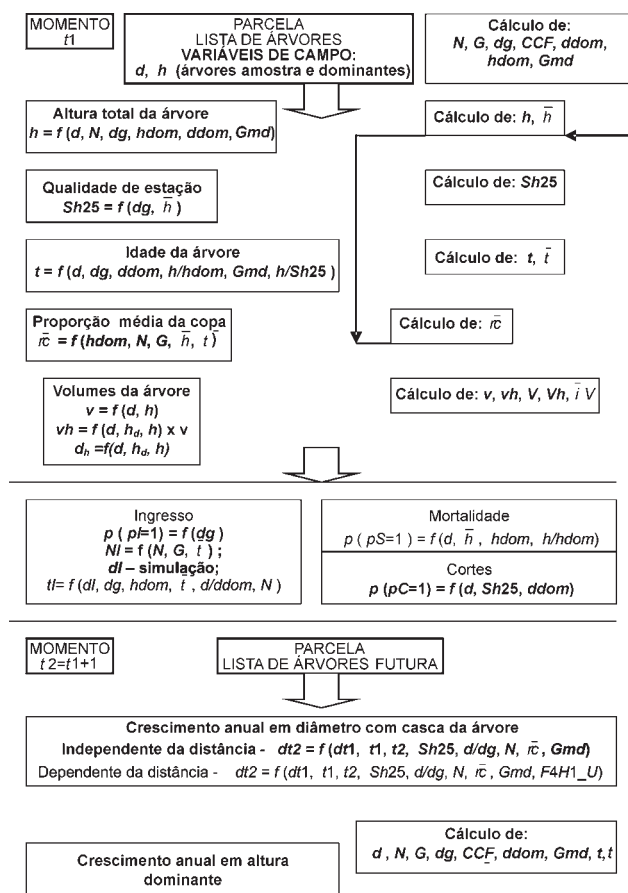 MOMENTO
t1
PARCELA
LISTA DE ÁRVORES
VARIÁVEIS DE CAMPO:
d, h (árvores amostra e dominantes)
Cálculo de:
N, G, dg, CCF, ddom,
hdom, Gmd
Altura total da árvore
h = f (d, N, dg, hdom, ddom, Gmd)
Cálculo de: h, h̅
Qualidade de estação
Sh25 = f (dg, h̅ )
Cálculo de: Sh25
Idade da árvore
t = f (d, dg, ddom, h/hdom, Gmd, h/Sh25 )
Cálculo de: t, t̅
Proporção média da copa
r̅c̅ = f (hdom, N, G, h̅, t̅ )
Cálculo de: r̅c̅
Volumes da árvore
v = f (d, h)
vh = f (d, hd, h) x v
dh =f(d, hd, h)
Cálculo de: v, vh, V, Vh, i̅ V
Ingresso
p ( pI=1) = f (dg)
NI = f (N, G, t̅ ) ;
dI – simulação;
tI= f (dI, dg, hdom, t̅ , d/ddom, N )
Mortalidade
p ( pS=1 ) = f (d, h̅ , hdom, h/hdom)
Cortes
p (pC=1) = f (d, Sh25, ddom)
MOMENTO
t 2=t1+1
PARCELA
LISTA DE ÁRVORES FUTURA
Crescimento anual em diâmetro com casca da árvore
Independente da distância - dt2 = f (dt1, t1, t2, Sh25, d/dg, N, r̅c̅ , Gmd)
Dependente da distância - dt2 = f (dt1, t1, t2, Sh25, d/dg, N, r̅c̅ , Gmd, F4H1_U)
Cálculo de:
d , N, G, dg, CCF, ddom, Gmd, t,t
Crescimento anual em altura
dominante